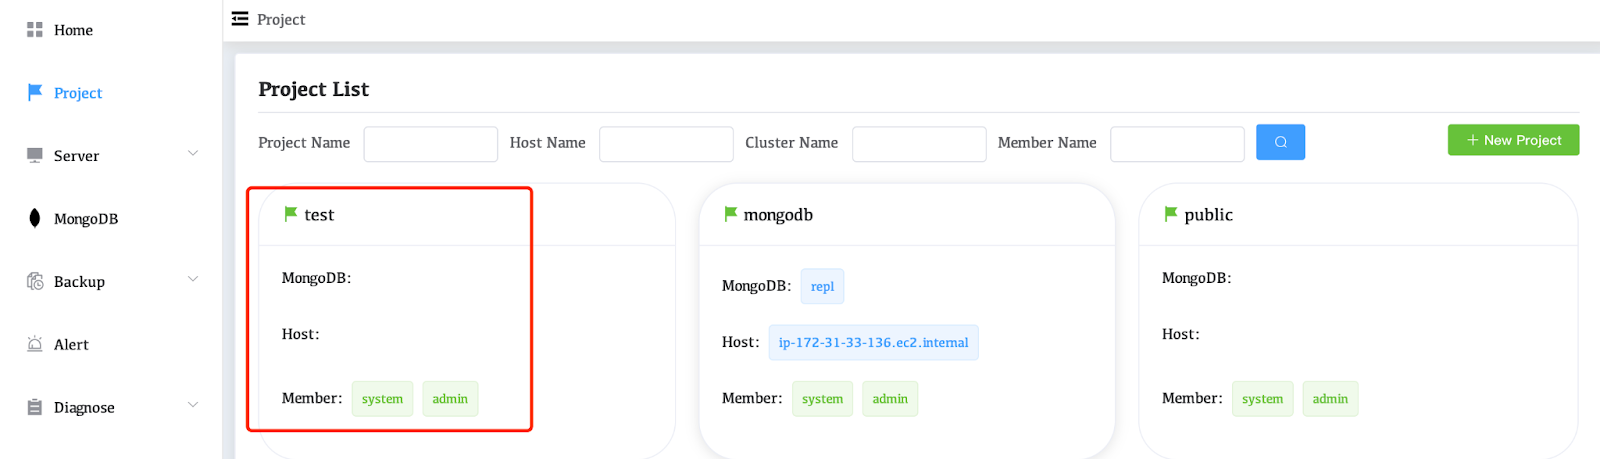 Home
Project
Server
MongoDB
Backup
Alert
Diagnose
Project
Project List
Project Name Host Name Cluster Name Member Name + New Project
test
MongoDB:
Host:
Member: system admin
mongodb
MongoDB: repl
Host: ip-172-31-33-136.ec2.internal
Member: system admin
public
MongoDB:
Host:
Member: system admin